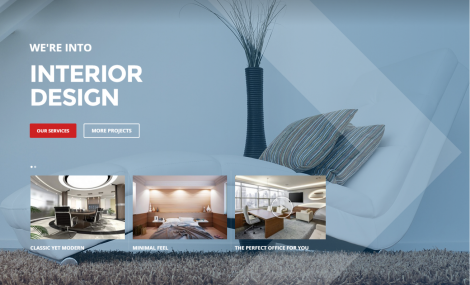 WE'RE INTO
INTERIOR
DESIGN
OUR SERVICES
MORE PROJECTS
CLASSIC YET MODERN
MINIMAL FEEL
THE PERFECT OFFICE FOR YOU